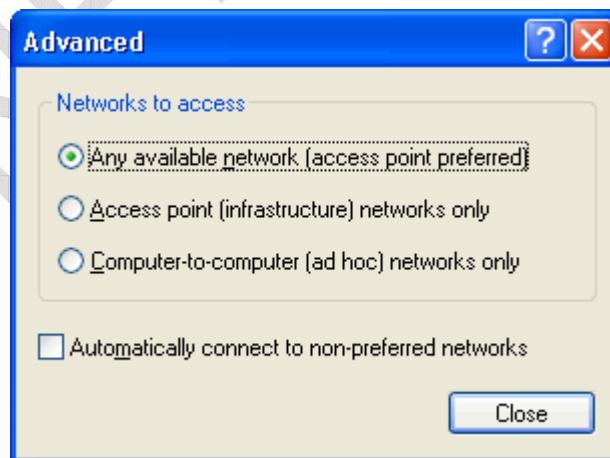 Advanced
Networks to access
Any available network (access point preferred)
Access point (infrastructure) networks only
Computer-to-computer (ad hoc) networks only
Automatically connect to non-preferred networks
Close